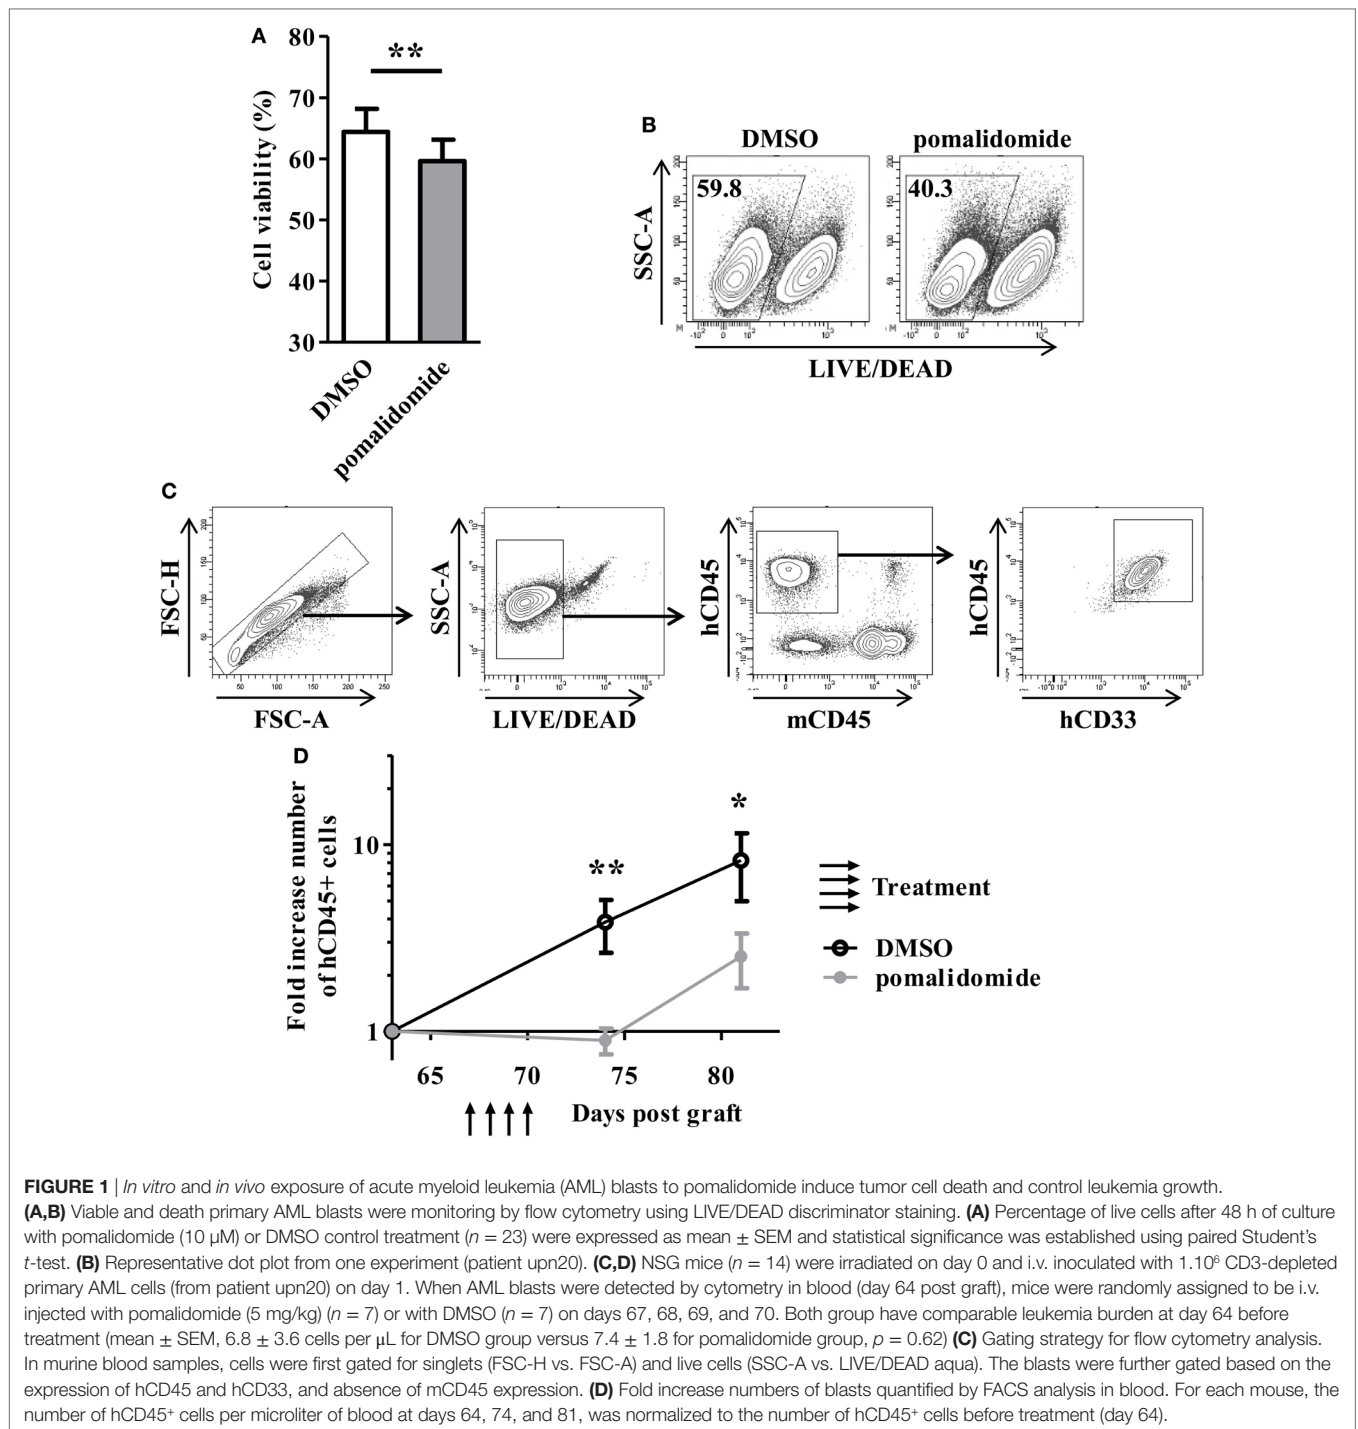 A
80
70
60
50
40
30
Cell viability (%)
**
DMSO
pomalidomide
B
DMSO
pomalidomide
59.8
40.3
SSC-A
LIVE/DEAD
C
FSC-H
FSC-A
SSC-A
LIVE/DEAD
hCD45
mCD45
hCD45
hCD33
D
Fold increase number
of hCD45+ cells
10
1
**
*
65 70 75 80
Days post graft
Treatment
DMSO
pomalidomide
FIGURE 1 | In vitro and in vivo exposure of acute myeloid leukemia (AML) blasts to pomalidomide induce tumor cell death and control leukemia growth.
(A,B) Viable and death primary AML blasts were monitoring by flow cytometry using LIVE/DEAD discriminator staining. (A) Percentage of live cells after 48 h of culture
with pomalidomide (10 µM) or DMSO control treatment (n = 23) were expressed as mean ± SEM and statistical significance was established using paired Student's
t-test. (B) Representative dot plot from one experiment (patient upn20). (C,D) NSG mice (n = 14) were irradiated on day 0 and i.v. inoculated with 1.10⁶ CD3-depleted
primary AML cells (from patient upn20) on day 1. When AML blasts were detected by cytometry in blood (day 64 post graft), mice were randomly assigned to be i.v.
injected with pomalidomide (5 mg/kg) (n = 7) or with DMSO (n = 7) on days 67, 68, 69, and 70. Both group have comparable leukemia burden at day 64 before
treatment (mean ± SEM, 6.8 ± 3.6 cells per µL for DMSO group versus 7.4 ± 1.8 for pomalidomide group, p = 0.62) (C) Gating strategy for flow cytometry analysis.
In murine blood samples, cells were first gated for singlets (FSC-H vs. FSC-A) and live cells (SSC-A vs. LIVE/DEAD aqua). The blasts were further gated based on the
expression of hCD45 and hCD33, and absence of mCD45 expression. (D) Fold increase numbers of blasts quantified by FACS analysis in blood. For each mouse, the
number of hCD45⁺ cells per microliter of blood at days 64, 74, and 81, was normalized to the number of hCD45⁺ cells before treatment (day 64).